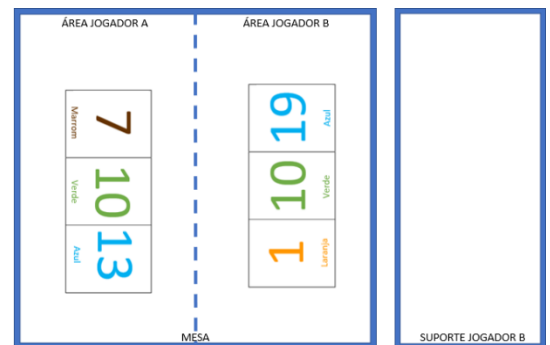 ÁREA JOGADOR A
ÁREA JOGADOR B
7
Marrom
10
Verde
13
Azul
19
Azul
10
Verde
1
Laranja
MESA
SUPORTE JOGADOR B